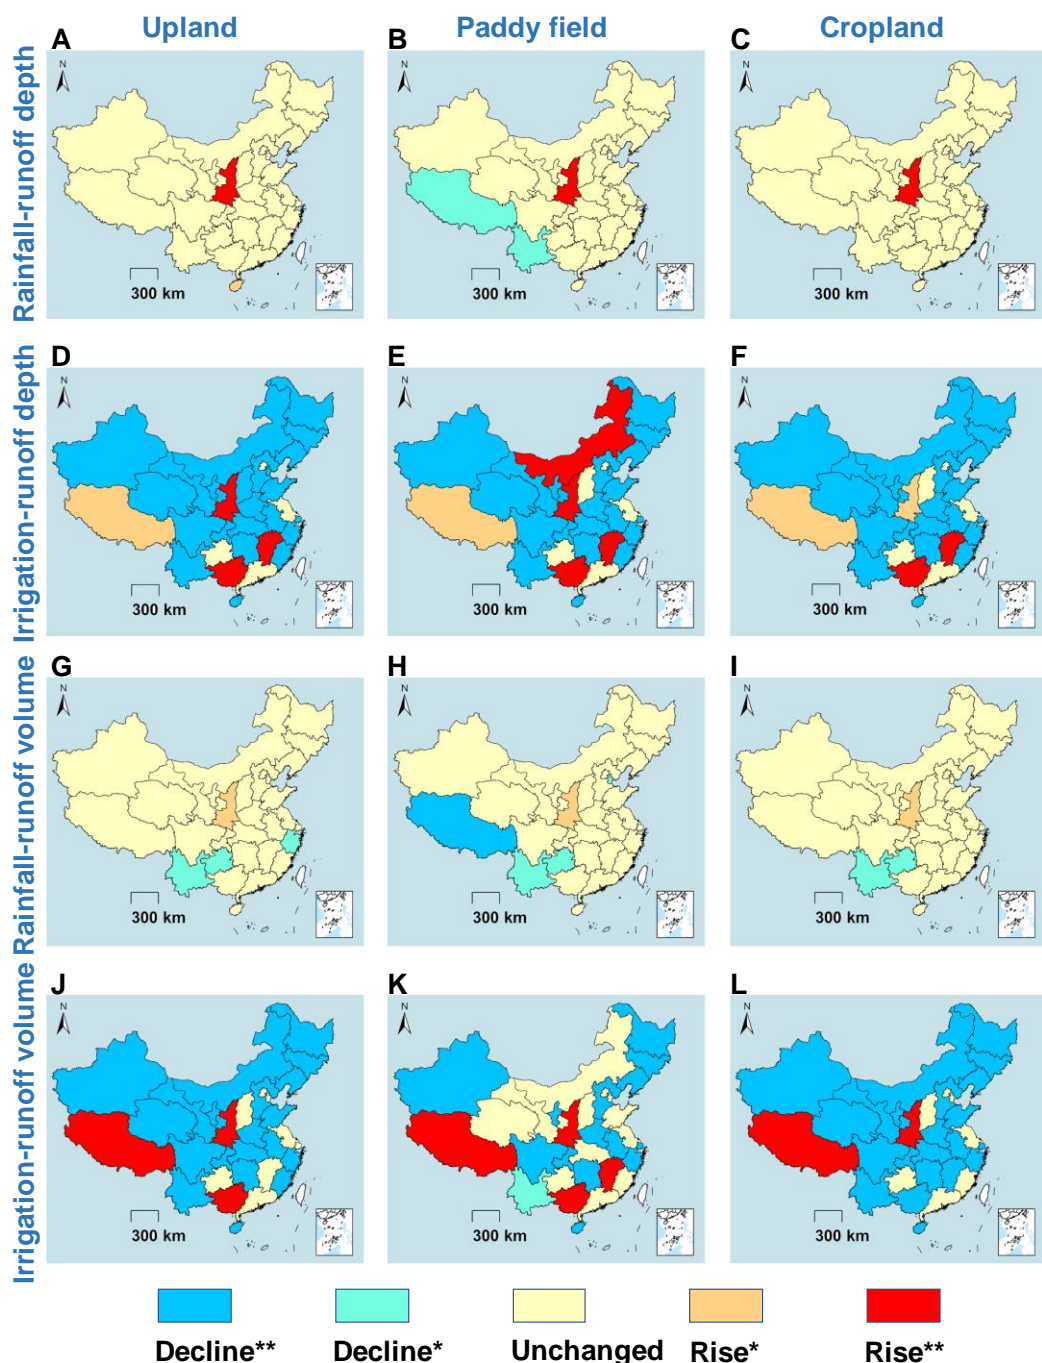 Upland
Paddy field
Cropland
Rainfall-runoff depth
A
N
300 km
B
N
300 km
C
N
300 km
Irrigation-runoff depth
D
N
300 km
E
N
300 km
F
N
300 km
Rainfall-runoff volume
G
N
300 km
H
N
300 km
I
N
300 km
Irrigation-runoff volume
J
N
300 km
K
N
300 km
L
N
300 km
Decline**
Decline*
Unchanged
Rise*
Rise**